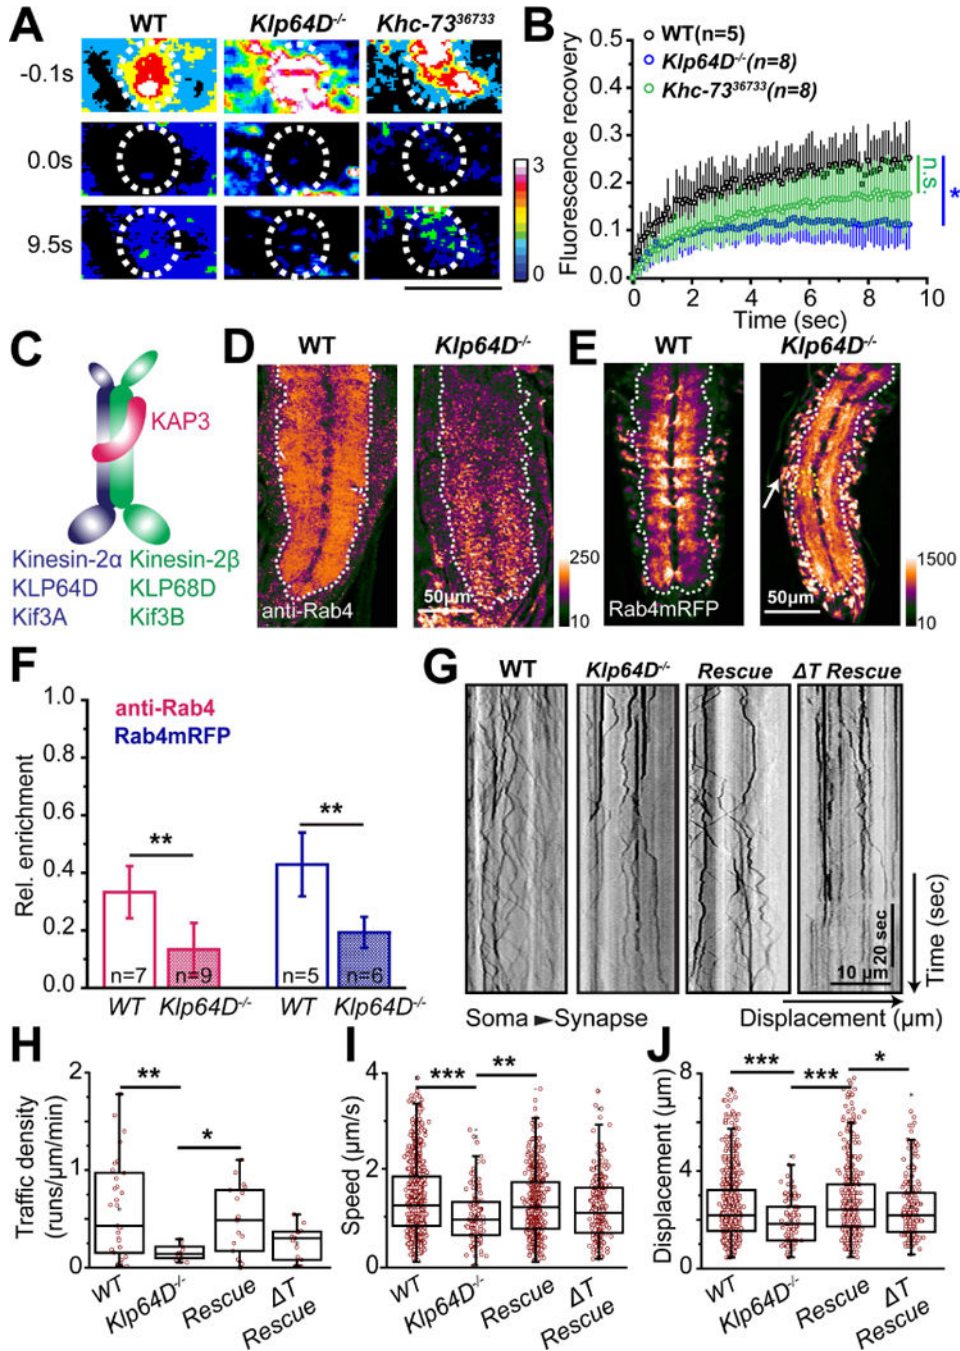 A
WT
Klp64D-/-
Khc-7336733
-0.1s
0.0s
9.5s
3
0
B
WT(n=5)
Klp64D-/-(n=8)
Khc-7336733(n=8)
Fluorescence recovery
0.5
0.4
0.3
0.2
0.1
0.0
0
2
4
6
8
10
Time (sec)
n.s
*
C
KAP3
Kinesin-2α
Kinesin-2β
KLP64D
KLP68D
Kif3A
Kif3B
D
WT
Klp64D-/-
anti-Rab4
50µm
250
10
E
WT
Klp64D-/-
Rab4mRFP
50µm
1500
10
F
anti-Rab4
Rab4mRFP
Rel. enrichment
1.0
0.8
0.6
0.4
0.2
0.0
**
**
n=7
n=9
n=5
n=6
WT
Klp64D-/-
WT
Klp64D-/-
G
WT
Klp64D-/-
Rescue
ΔT Rescue
20 sec
10 µm
Time (sec)
Soma ►Synapse
Displacement (µm)
H
Traffic density
(runs/µm/min)
2
1
0
**
*
WT
Klp64D-/-
Rescue
ΔT
Rescue
I
Speed (µm/s)
4
2
0
***
**
WT
Klp64D-/-
Rescue
ΔT
Rescue
J
Displacement (µm)
8
4
0
***
***
*
WT
Klp64D-/-
Rescue
ΔT
Rescue